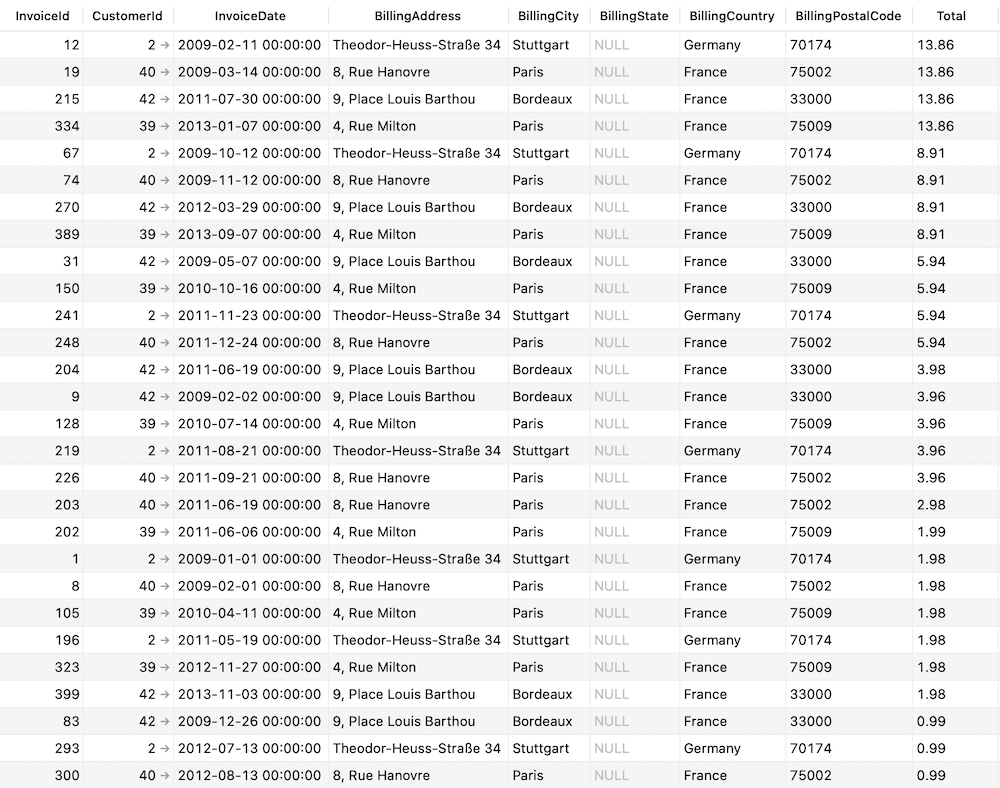 InvoiceId CustomerId InvoiceDate BillingAddress BillingCity BillingState BillingCountry BillingPostalCode Total
12 2 → 2009-02-11 00:00:00 Theodor-Heuss-Straße 34 Stuttgart NULL Germany 70174 13.86
19 40 → 2009-03-14 00:00:00 8, Rue Hanovre Paris NULL France 75002 13.86
215 42 → 2011-07-30 00:00:00 9, Place Louis Barthou Bordeaux NULL France 33000 13.86
334 39 → 2013-01-07 00:00:00 4, Rue Milton Paris NULL France 75009 13.86
67 2 → 2009-10-12 00:00:00 Theodor-Heuss-Straße 34 Stuttgart NULL Germany 70174 8.91
74 40 → 2009-11-12 00:00:00 8, Rue Hanovre Paris NULL France 75002 8.91
270 42 → 2012-03-29 00:00:00 9, Place Louis Barthou Bordeaux NULL France 33000 8.91
389 39 → 2013-09-07 00:00:00 4, Rue Milton Paris NULL France 75009 8.91
31 42 → 2009-05-07 00:00:00 9, Place Louis Barthou Bordeaux NULL France 33000 5.94
150 39 → 2010-10-16 00:00:00 4, Rue Milton Paris NULL France 75009 5.94
241 2 → 2011-11-23 00:00:00 Theodor-Heuss-Straße 34 Stuttgart NULL Germany 70174 5.94
248 40 → 2011-12-24 00:00:00 8, Rue Hanovre Paris NULL France 75002 5.94
204 42 → 2011-06-19 00:00:00 9, Place Louis Barthou Bordeaux NULL France 33000 3.98
9 42 → 2009-02-02 00:00:00 9, Place Louis Barthou Bordeaux NULL France 33000 3.96
128 39 → 2010-07-14 00:00:00 4, Rue Milton Paris NULL France 75009 3.96
219 2 → 2011-08-21 00:00:00 Theodor-Heuss-Straße 34 Stuttgart NULL Germany 70174 3.96
226 40 → 2011-09-21 00:00:00 8, Rue Hanovre Paris NULL France 75002 3.96
203 40 → 2011-06-19 00:00:00 8, Rue Hanovre Paris NULL France 75002 2.98
202 39 → 2011-06-06 00:00:00 4, Rue Milton Paris NULL France 75009 1.99
1 2 → 2009-01-01 00:00:00 Theodor-Heuss-Straße 34 Stuttgart NULL Germany 70174 1.98
8 40 → 2009-02-01 00:00:00 8, Rue Hanovre Paris NULL France 75002 1.98
105 39 → 2010-04-11 00:00:00 4, Rue Milton Paris NULL France 75009 1.98
196 2 → 2011-05-19 00:00:00 Theodor-Heuss-Straße 34 Stuttgart NULL Germany 70174 1.98
323 39 → 2012-11-27 00:00:00 4, Rue Milton Paris NULL France 75009 1.98
399 42 → 2013-11-03 00:00:00 9, Place Louis Barthou Bordeaux NULL France 33000 1.98
83 42 → 2009-12-26 00:00:00 9, Place Louis Barthou Bordeaux NULL France 33000 0.99
293 2 → 2012-07-13 00:00:00 Theodor-Heuss-Straße 34 Stuttgart NULL Germany 70174 0.99
300 40 → 2012-08-13 00:00:00 8, Rue Hanovre Paris NULL France 75002 0.99